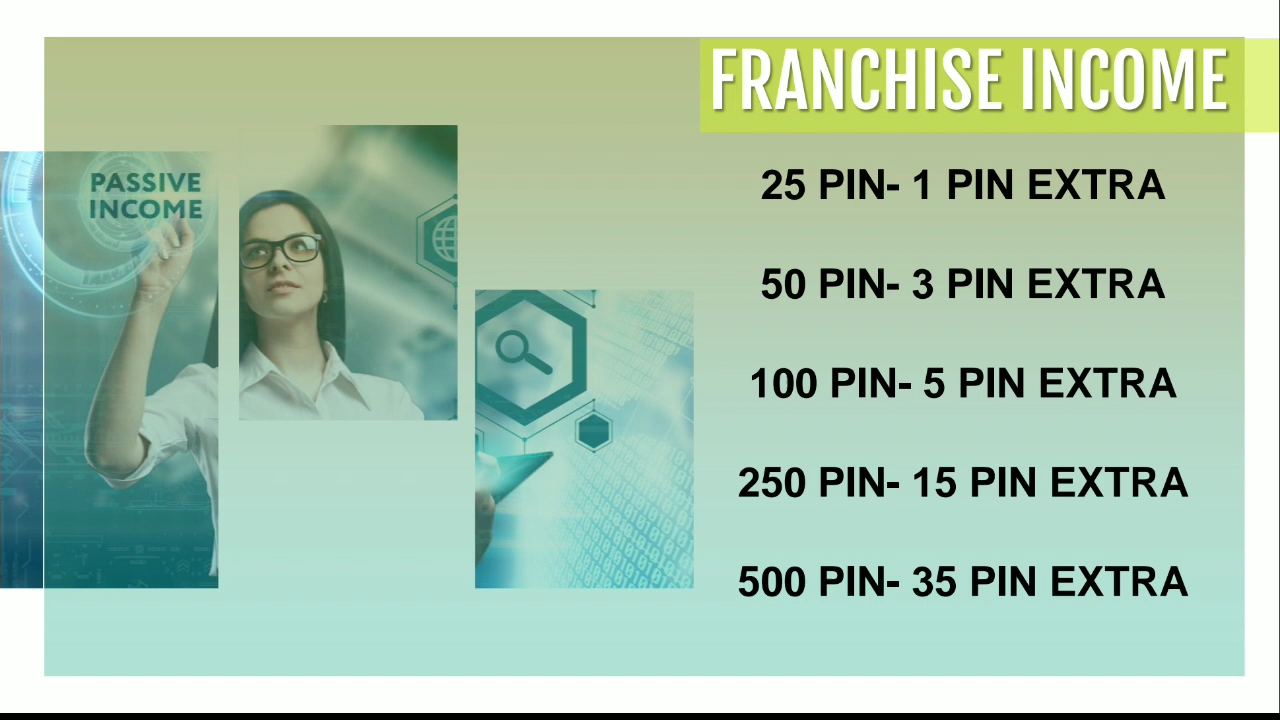 FRANCHISE INCOME
PASSIVE
INCOME
25 PIN- 1 PIN EXTRA
50 PIN- 3 PIN EXTRA
100 PIN- 5 PIN EXTRA
250 PIN- 15 PIN EXTRA
500 PIN- 35 PIN EXTRA